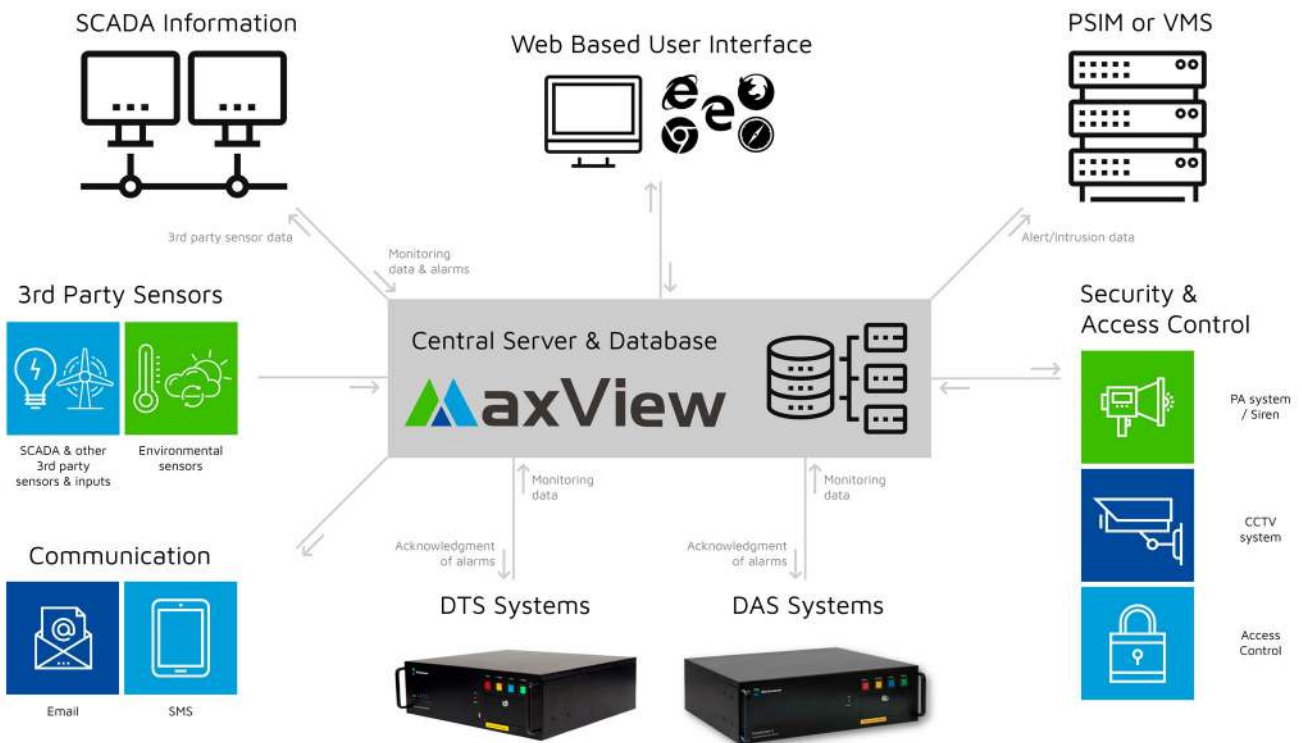 SCADA Information
Web Based User Interface
PSIM or VMS
3rd party sensor data
Monitoring
data & alarms
Alert/Intrusion data
3rd Party Sensors
SCADA & other
3rd party
sensors & inputs
Environmental
sensors
Central Server & Database
MaxView
Security &
Access Control
PA system
/ Siren
CCTV
system
Access
Control
Monitoring
data
Monitoring
data
Acknowledgment
of alarms
Acknowledgment
of alarms
Communication
Email
SMS
DTS Systems
DAS Systems